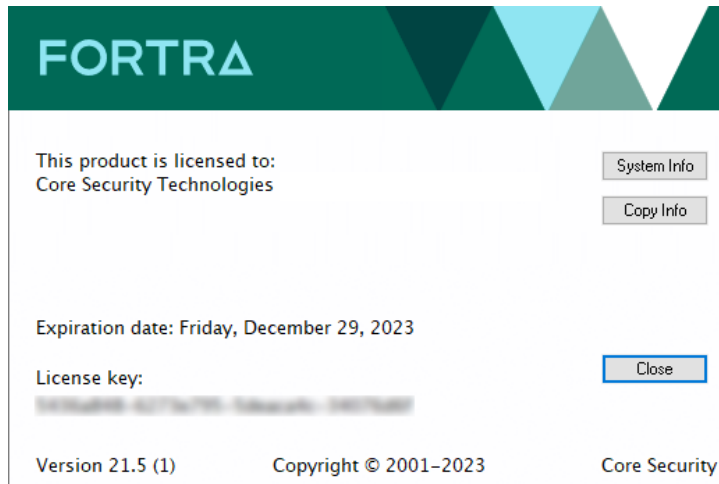 FORTRA
This product is licensed to:
Core Security Technologies
System Info
Copy Info
Expiration date: Friday, December 29, 2023
Close
License key:
Version 21.5 (1) Copyright © 2001–2023 Core Security